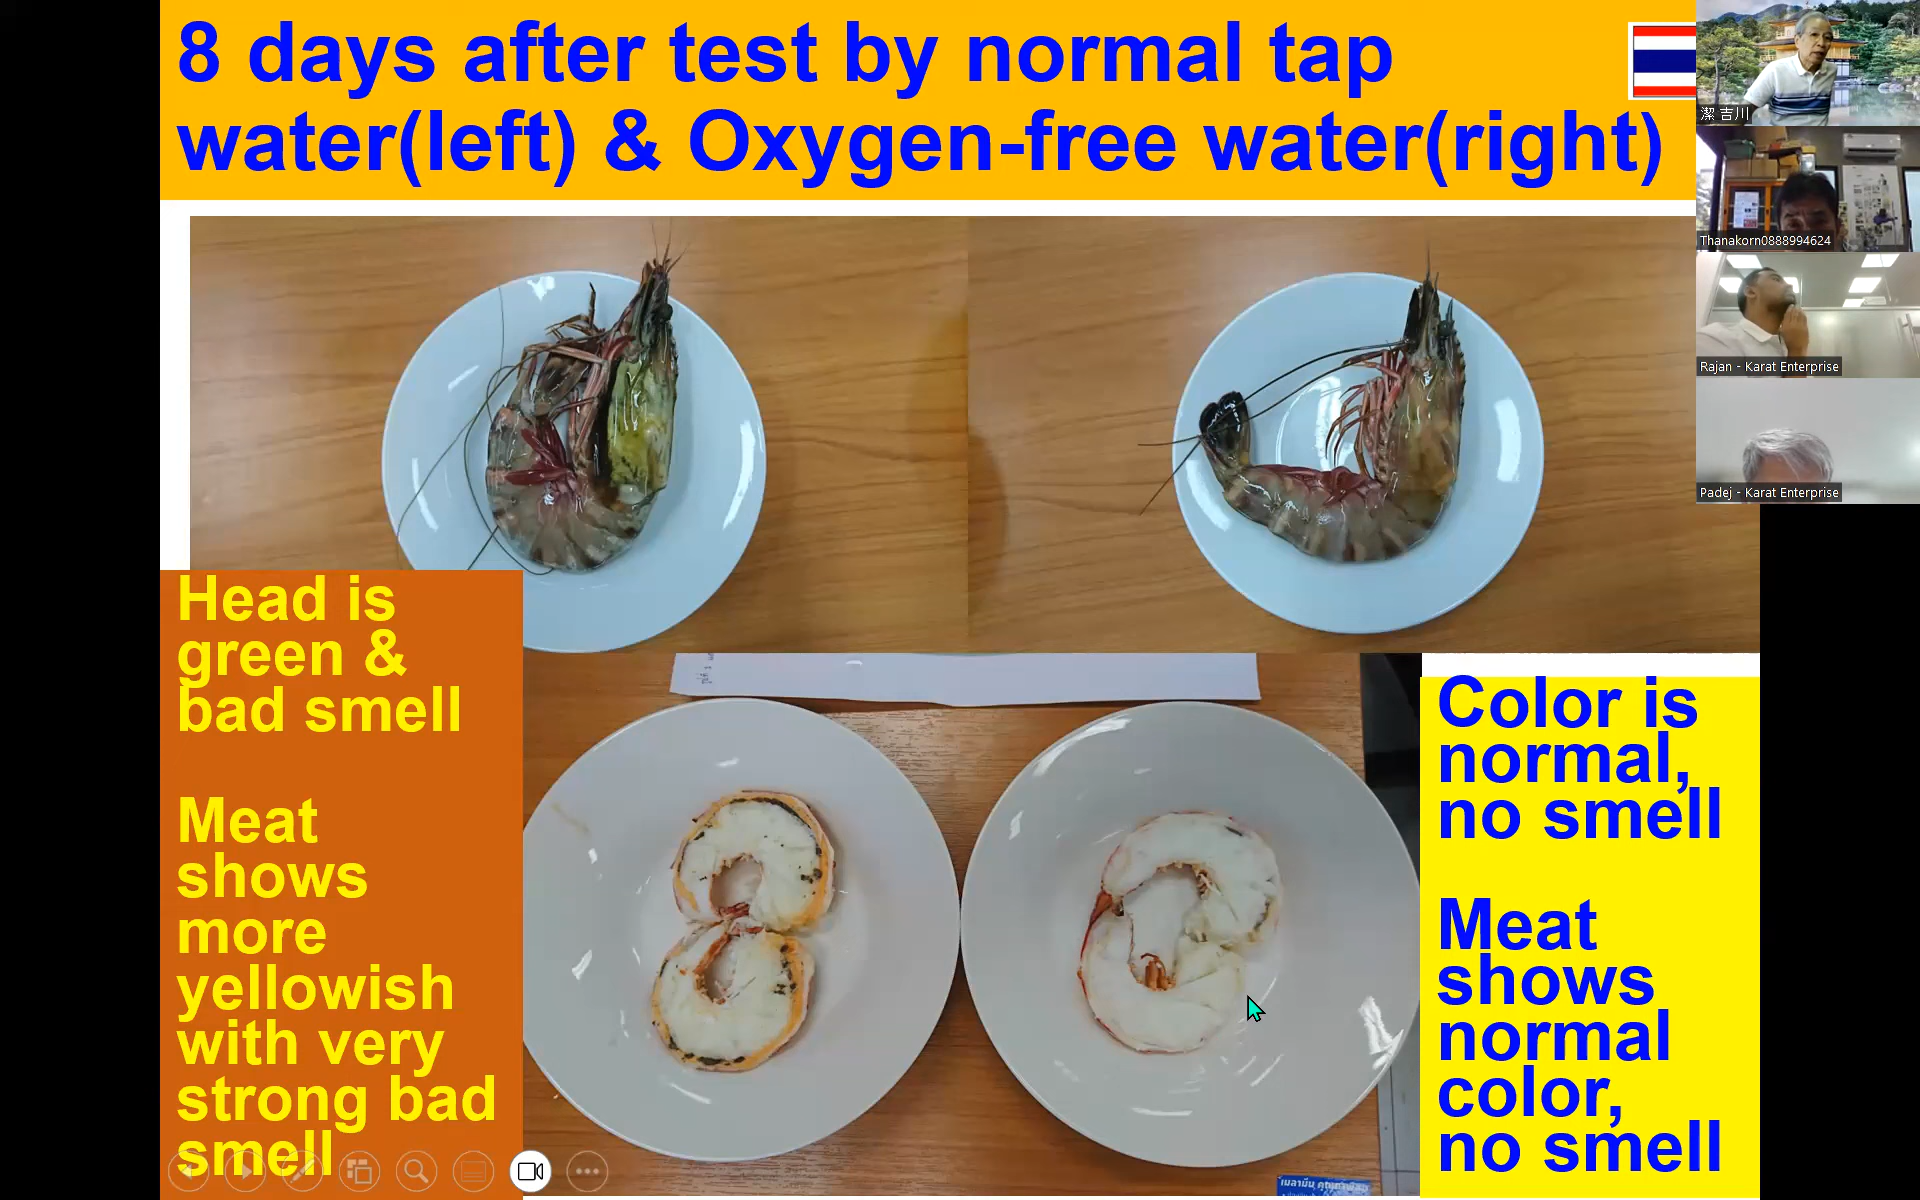 8 days after test by normal tap
water(left) & Oxygen-free water(right)
潔 吉川
Thanakorn0888994624
Rajan - Karat Enterprise
Padej - Karat Enterprise
Head is
green &
bad smell
Meat
shows
more
yellowish
with very
strong bad
smell
Color is
normal,
no smell
Meat
shows
normal
color,
no smell